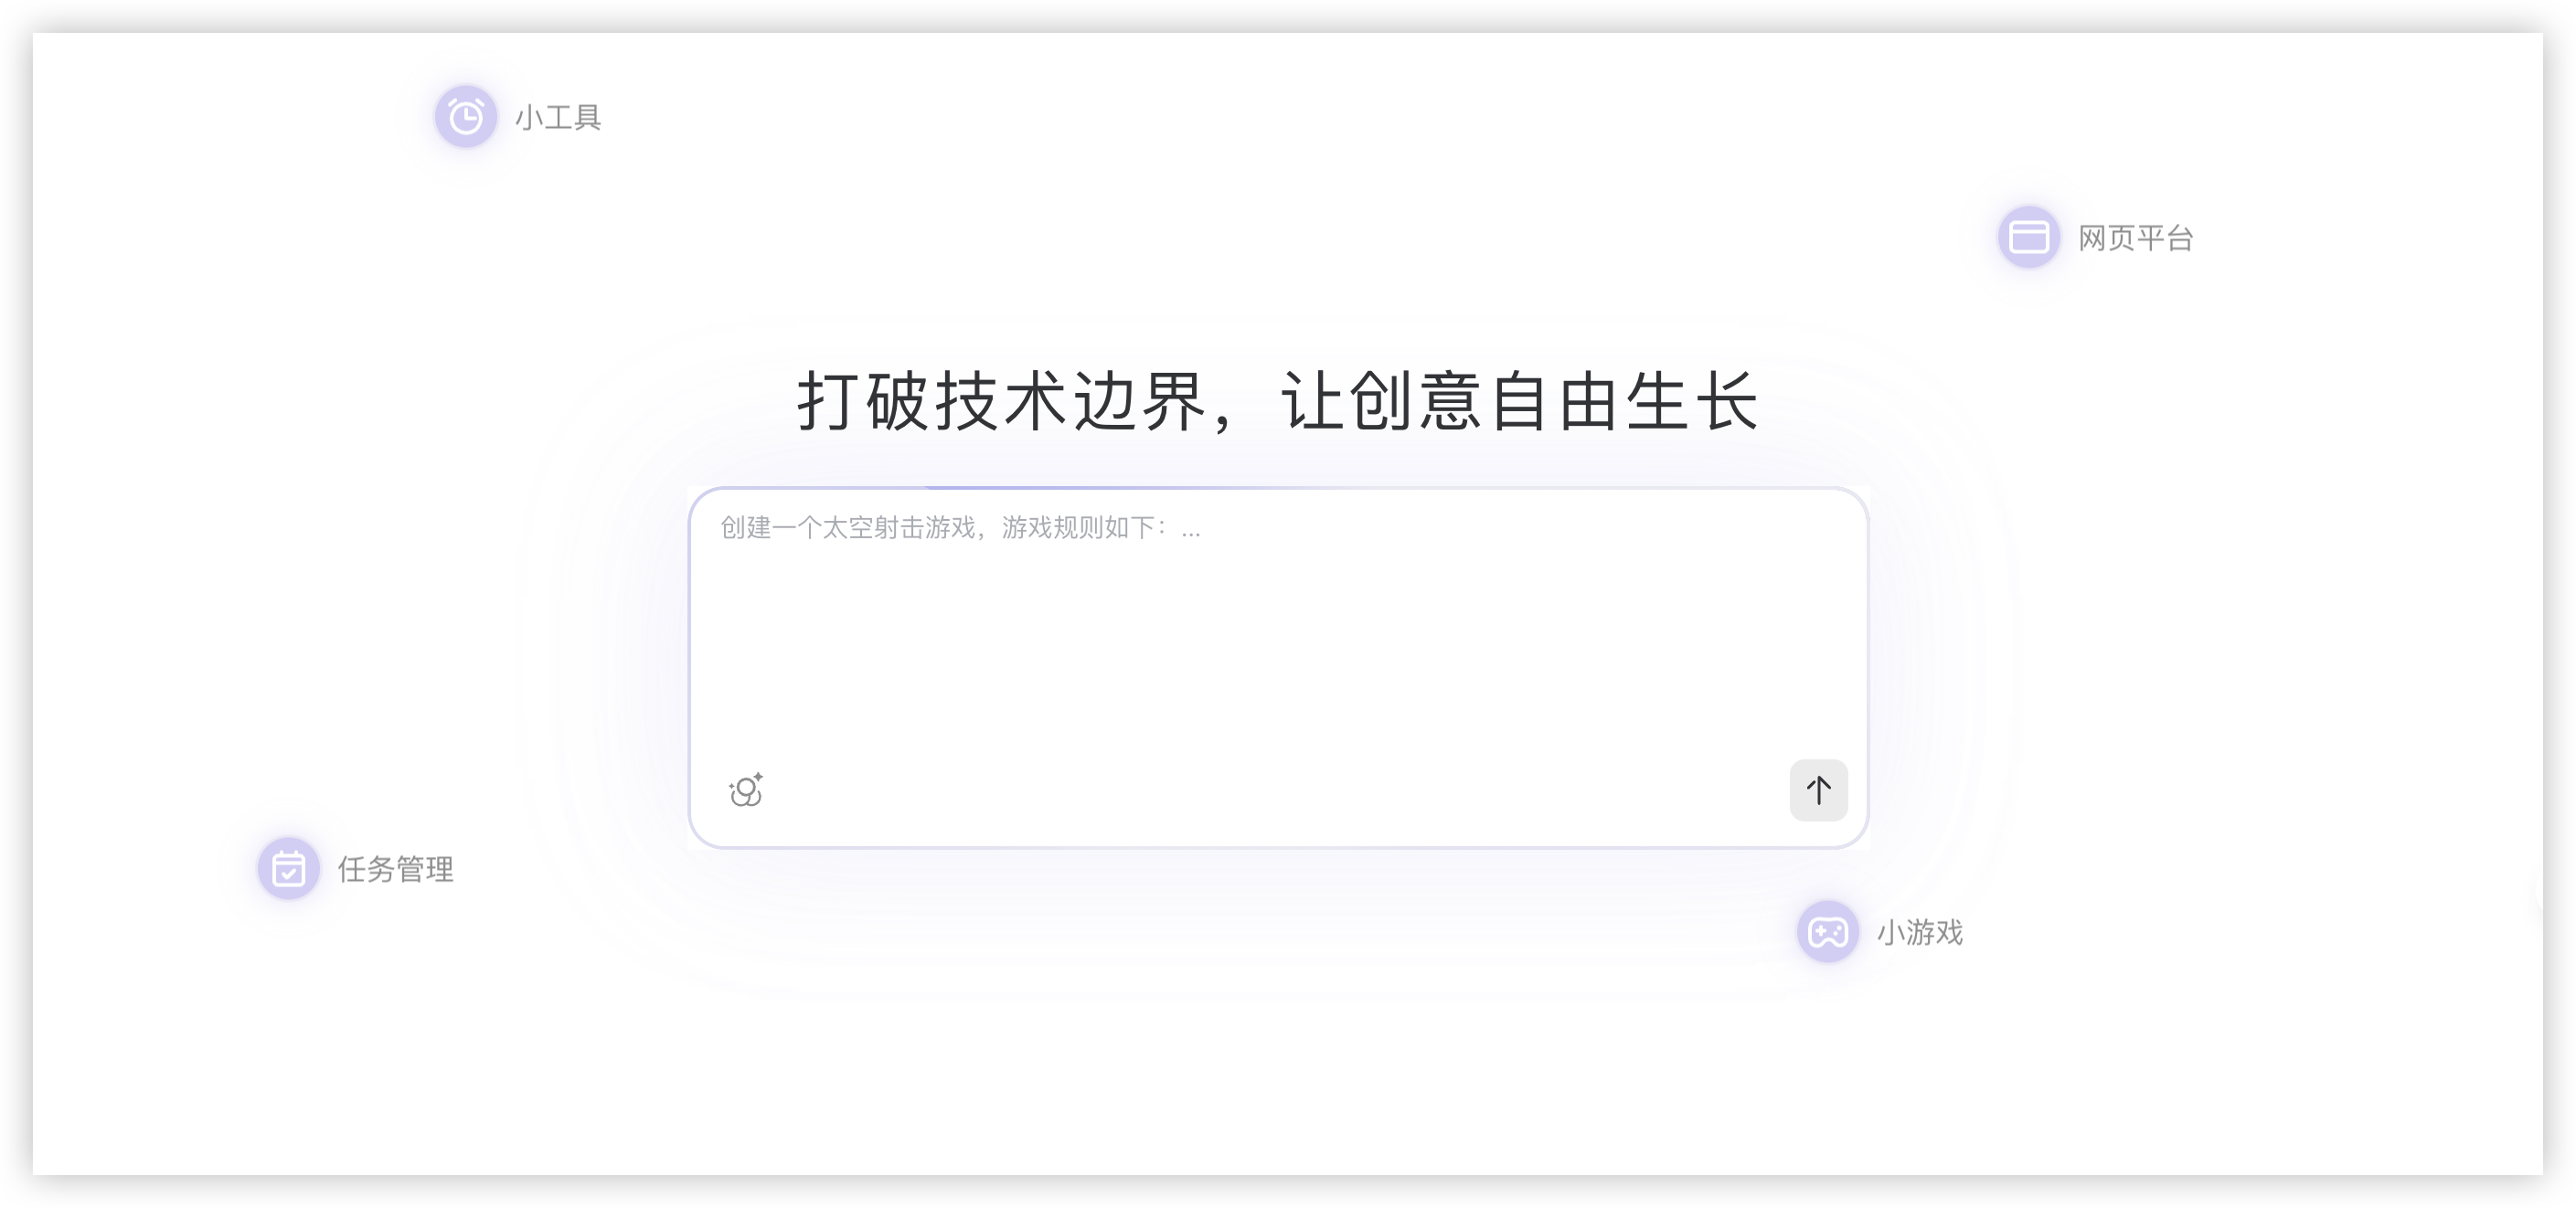 小工具
网页平台
打破技术边界，让创意自由生长
创建一个太空射击游戏，游戏规则如下：...
任务管理
小游戏